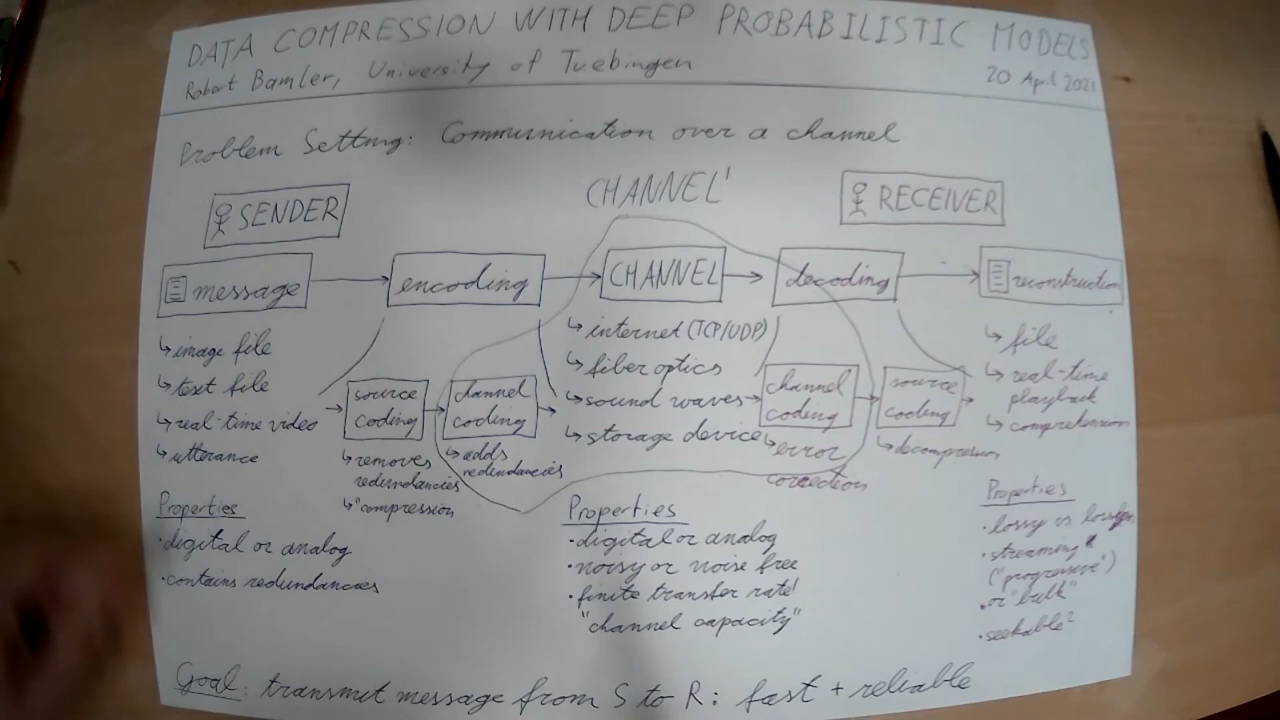 DATA COMPRESSION WITH DEEP PROBABILISTIC MODELS
Robert Bamler, University of Tuebingen
20 April 2021
Problem Setting: Communication over a channel
SENDER
CHANNEL'
RECEIVER
message
encoding
CHANNEL
decoding
reconstruction
↳ image file
↳ text file
↳ real-time video
↳ utterance
source
coding
↳ removes
redundancies
↳ "compression
channel
coding
↳ adds
redundancies
↳ internet (TCP/UDP)
↳ fiber optics
↳ sound waves
↳ storage device
channel
coding
↳ error
correction
source
coding
↳ decompression
↳ file
↳ real-time
playback
↳ comprehension
Properties
· digital or analog
· contains redundancies
Properties
· digital or analog
· noisy or noise free
· finite transfer rate
"channel capacity"
Properties
· lossy vs lossless
· streaming"
("progressive")
· or "bulk"
· seekable?
Goal: transmit message from S to R: fast + reliable